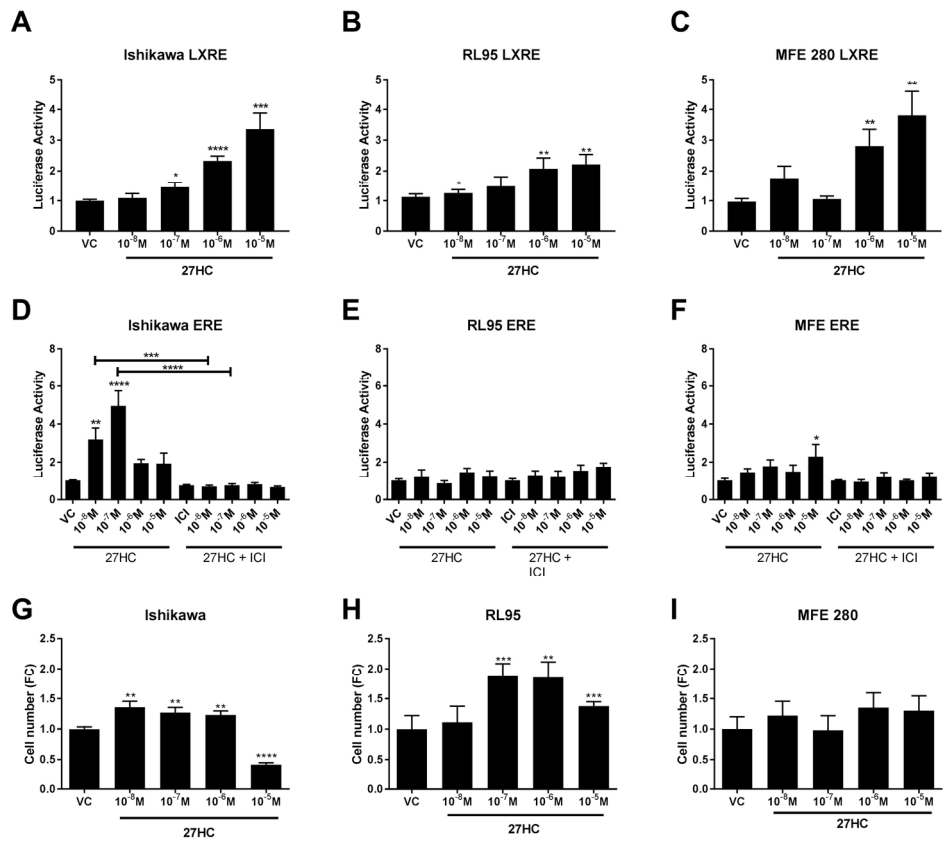 A
Ishikawa LXRE
Luciferase Activity
5
4
3
2
1
0
*
****
***
VC
10⁻⁸M
10⁻⁷M
10⁻⁶M
10⁻⁵M
27HC
B
RL95 LXRE
Luciferase Activity
5
4
3
2
1
0
*
**
**
VC
10⁻⁸M
10⁻⁷M
10⁻⁶M
10⁻⁵M
27HC
C
MFE 280 LXRE
Luciferase Activity
5
4
3
2
1
0
**
**
VC
10⁻⁸M
10⁻⁷M
10⁻⁶M
10⁻⁵M
27HC
D
Ishikawa ERE
Luciferase Activity
8
6
4
2
0
***
****
**
****
VC
10⁻⁸M
10⁻⁷M
10⁻⁶M
10⁻⁵M
ICI
10⁻⁸M
10⁻⁷M
10⁻⁶M
10⁻⁵M
27HC
27HC + ICI
E
RL95 ERE
Luciferase Activity
8
6
4
2
0
VC
10⁻⁸M
10⁻⁷M
10⁻⁶M
10⁻⁵M
ICI
10⁻⁸M
10⁻⁷M
10⁻⁶M
10⁻⁵M
27HC
27HC +
ICI
F
MFE ERE
Luciferase Activity
8
6
4
2
0
*
VC
10⁻⁸M
10⁻⁷M
10⁻⁶M
10⁻⁵M
ICI
10⁻⁸M
10⁻⁷M
10⁻⁶M
10⁻⁵M
27HC
27HC + ICI
G
Ishikawa
Cell number (FC)
2.5
2.0
1.5
1.0
0.5
0.0
**
**
**
****
VC
10⁻⁸M
10⁻⁷M
10⁻⁶M
10⁻⁵M
27HC
H
RL95
Cell number (FC)
2.5
2.0
1.5
1.0
0.5
0.0
***
**
***
VC
10⁻⁸M
10⁻⁷M
10⁻⁶M
10⁻⁵M
27HC
I
MFE 280
Cell number (FC)
2.5
2.0
1.5
1.0
0.5
0.0
VC
10⁻⁸M
10⁻⁷M
10⁻⁶M
10⁻⁵M
27HC